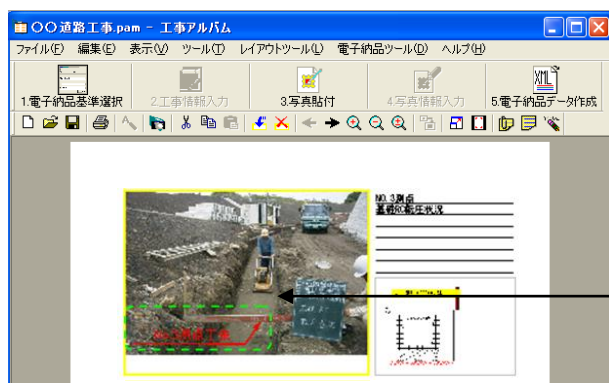 〇〇道路工事.pam － 工事アルバム
ファイル(F) 編集(E) 表示(V) ツール(T) レイアウトツール(L) 電子納品ツール(D) ヘルプ(H)
1.電子納品基準選択 2.工事情報入力 3.写真貼付 4.写真情報入力 5.電子納品データ作成
XML
NO.3測点
基礎RC転圧状況